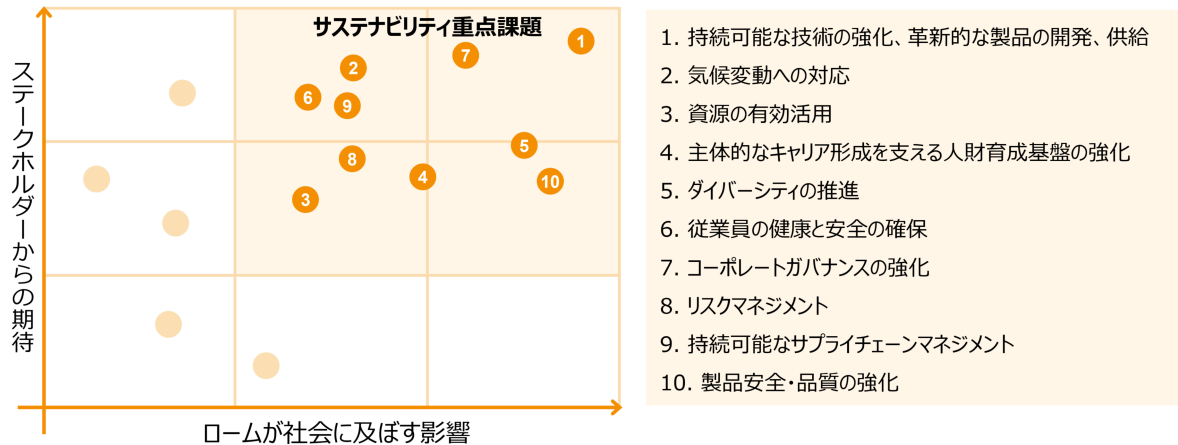 サステナビリティ重点課題
ステークホルダーからの期待
1
7
2
6
9
5
8
4
10
3
ロームが社会に及ぼす影響
1. 持続可能な技術の強化、革新的な製品の開発、供給
2. 気候変動への対応
3. 資源の有効活用
4. 主体的なキャリア形成を支える人財育成基盤の強化
5. ダイバーシティの推進
6. 従業員の健康と安全の確保
7. コーポレートガバナンスの強化
8. リスクマネジメント
9. 持続可能なサプライチェーンマネジメント
10. 製品安全・品質の強化